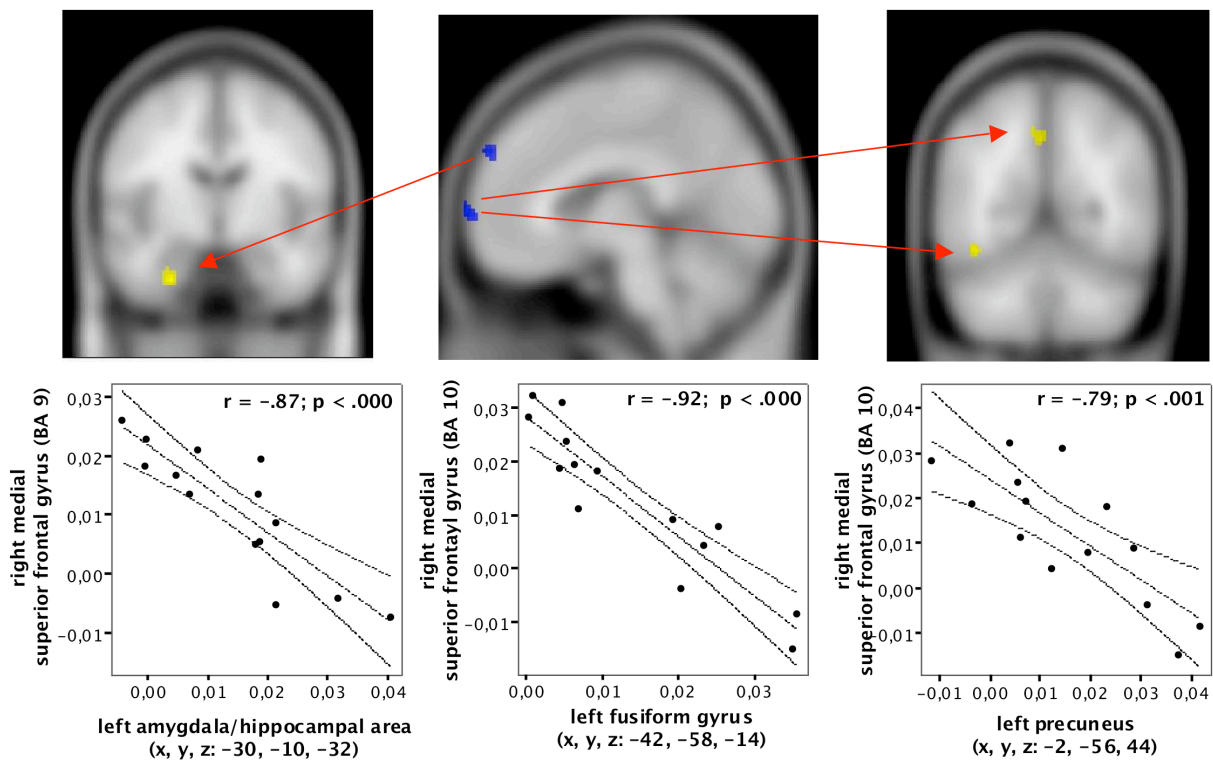 r = –.87; p < .000
right medial
superior frontal gyrus (BA 9)
0,03
0,02
0,01
0,00
–0,01
0,00 0,01 0,02 0,03 0,04
left amygdala/hippocampal area
(x, y, z: –30, –10, –32)
r = –.92; p < .000
right medial
superior frontayl gyrus (BA 10)
0,03
0,02
0,01
0,00
–0,01
0,00 0,01 0,02 0,03
left fusiform gyrus
(x, y, z: –42, –58, –14)
r = –.79; p < .001
right medial
superior frontal gyrus (BA 10)
0,04
0,03
0,02
0,01
0,00
–0,01
–0,01 0,00 0,01 0,02 0,03 0,04
left precuneus
(x, y, z: –2, –56, 44)